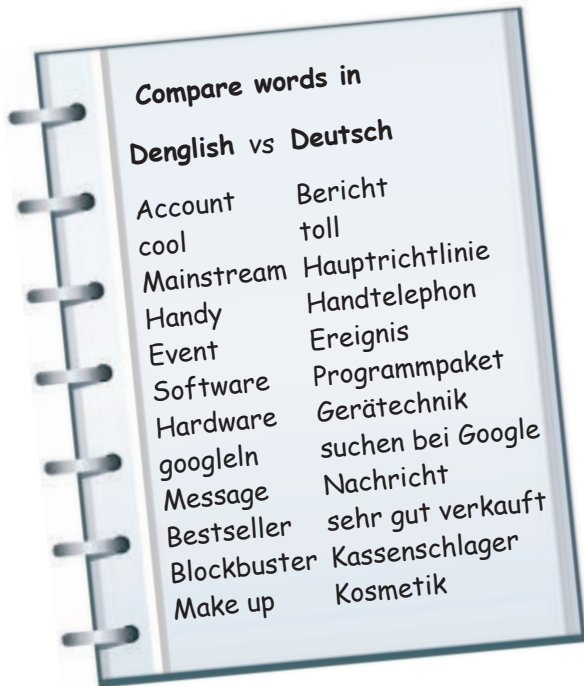 Compare words in
Denglish vs Deutsch
Account Bericht
cool toll
Mainstream Hauptrichtlinie
Handy Handtelephon
Event Ereignis
Software Programmpaket
Hardware Gerätechnik
googleln suchen bei Google
Message Nachricht
Bestseller sehr gut verkauft
Blockbuster Kassenschlager
Make up Kosmetik